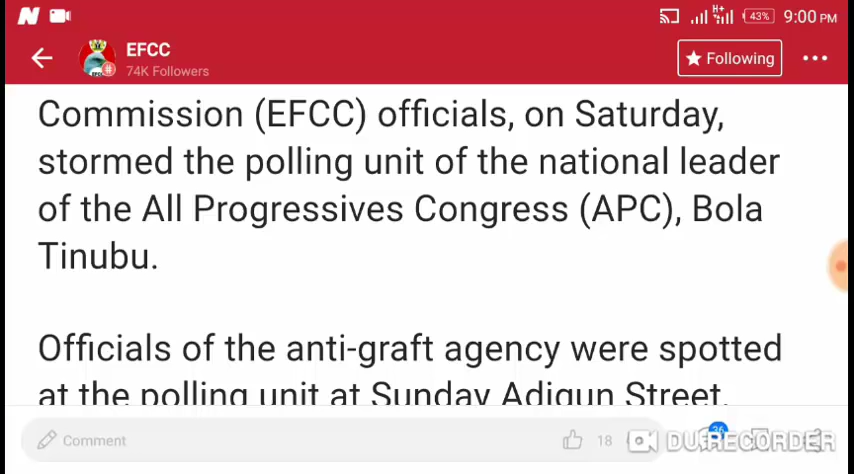 H+
43%
9:00 PM
EFCC
74K Followers
Following
Commission (EFCC) officials, on Saturday,
stormed the polling unit of the national leader
of the All Progressives Congress (APC), Bola
Tinubu.
Officials of the anti-graft agency were spotted
at the polling unit at Sunday Adigun Street,
Comment
18
36
DU RECORDER